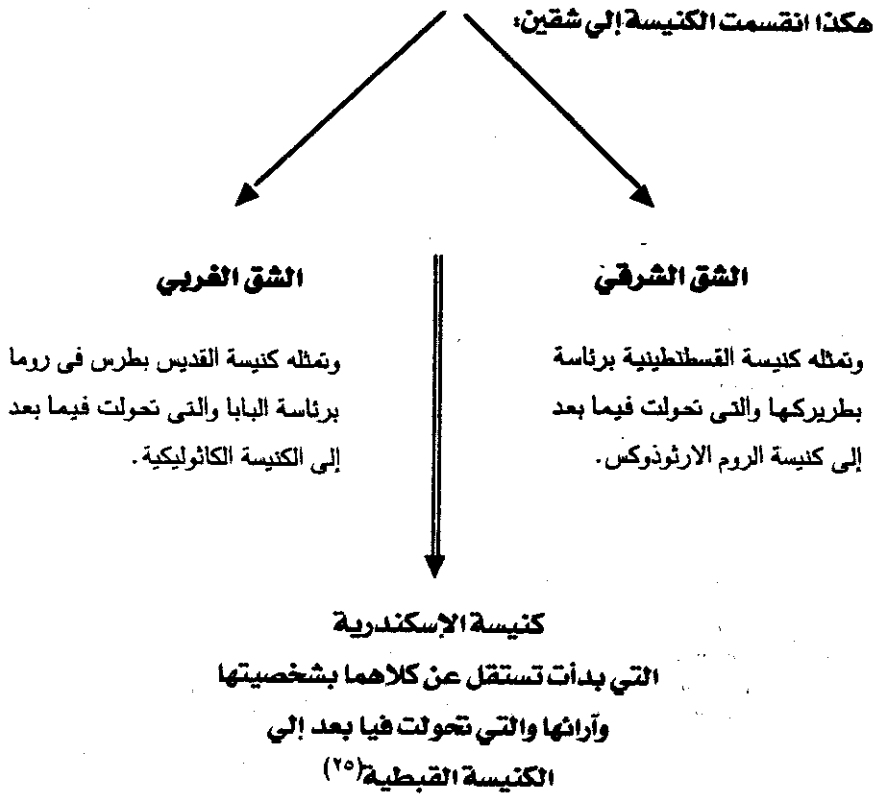 هكذا انقسمت الكنيسة إلي شقين:
الشق الشرقي
وتمثله كنيسة القسطنطينية برئاسة
بطريركها والتى تحولت فيما بعد
إلى كنيسة الروم الارثوذوكس.
الشق الغربي
وتمثله كنيسة القديس بطرس فى روما
برئاسة البابا والتى تحولت فيما بعد
إلى الكنيسة الكاثوليكية.
كنيسة الإسكندرية
التي بدأت تستقل عن كلاهما بشخصيتها
وآرائها والتي تحولت فيا بعد إلي
الكنيسة القبطية(٢٥)